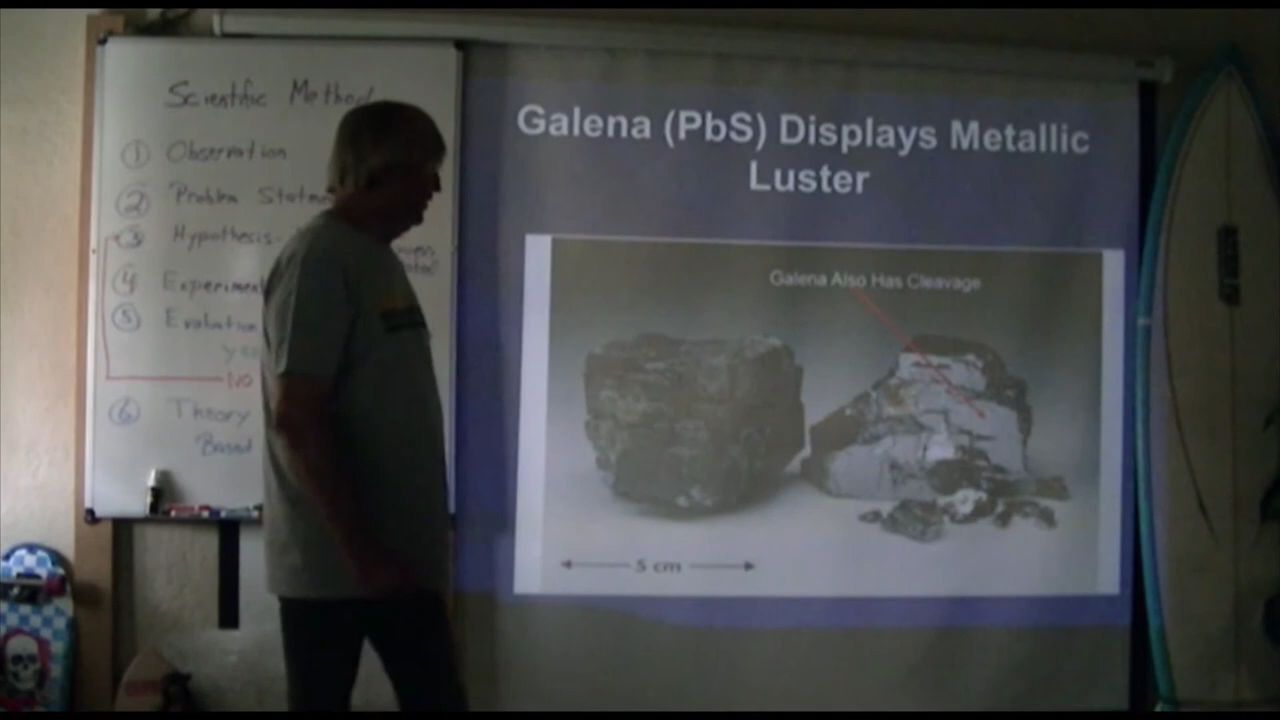 Scientific Method
① Observation
② Problem Statm
③ Hypothesis-
④ Experiment
⑤ Evaluation
yes
no
⑥ Theory
Based
Galena (PbS) Displays Metallic
Luster
Galena Also Has Cleavage
5 cm